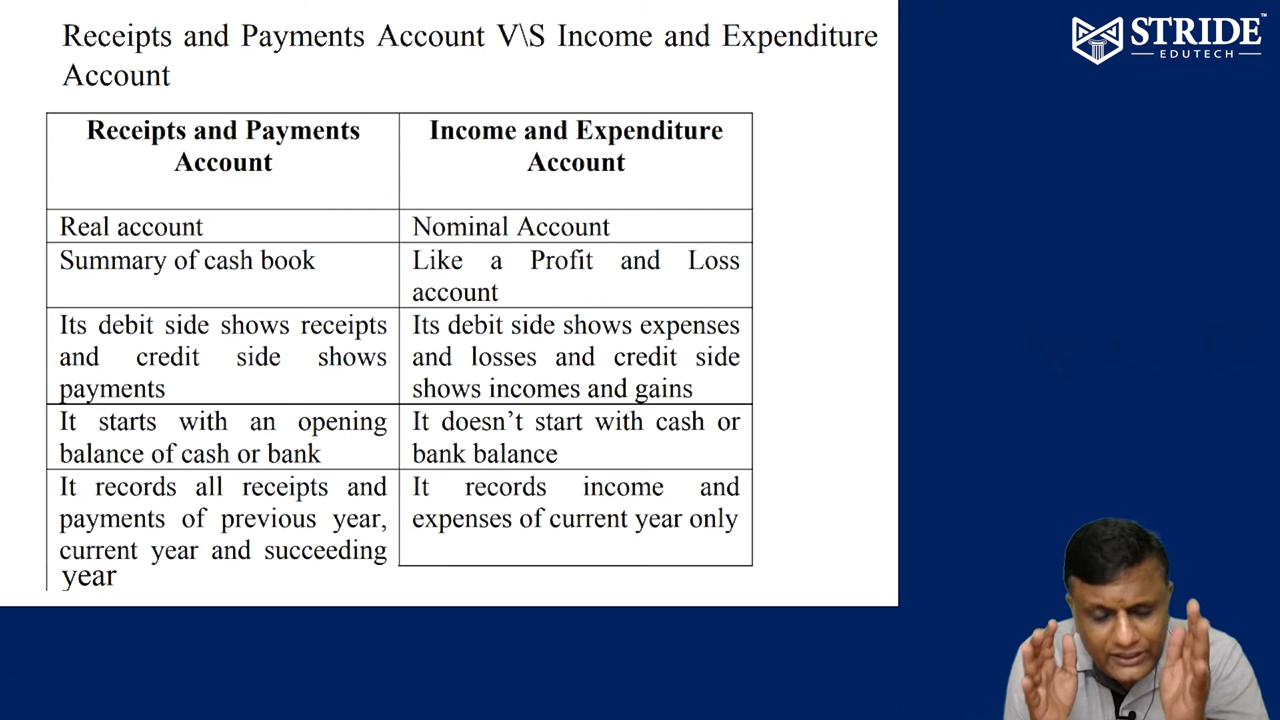 Receipts and Payments Account V\S Income and Expenditure
Account
STRIDE™
EDUTECH
Receipts and Payments
Account
Income and Expenditure
Account
Real account
Nominal Account
Summary of cash book
Like a Profit and Loss
account
Its debit side shows receipts
and credit side shows
payments
Its debit side shows expenses
and losses and credit side
shows incomes and gains
It starts with an opening
balance of cash or bank
It doesn’t start with cash or
bank balance
It records all receipts and
payments of previous year,
current year and succeeding
year
It records income and
expenses of current year only